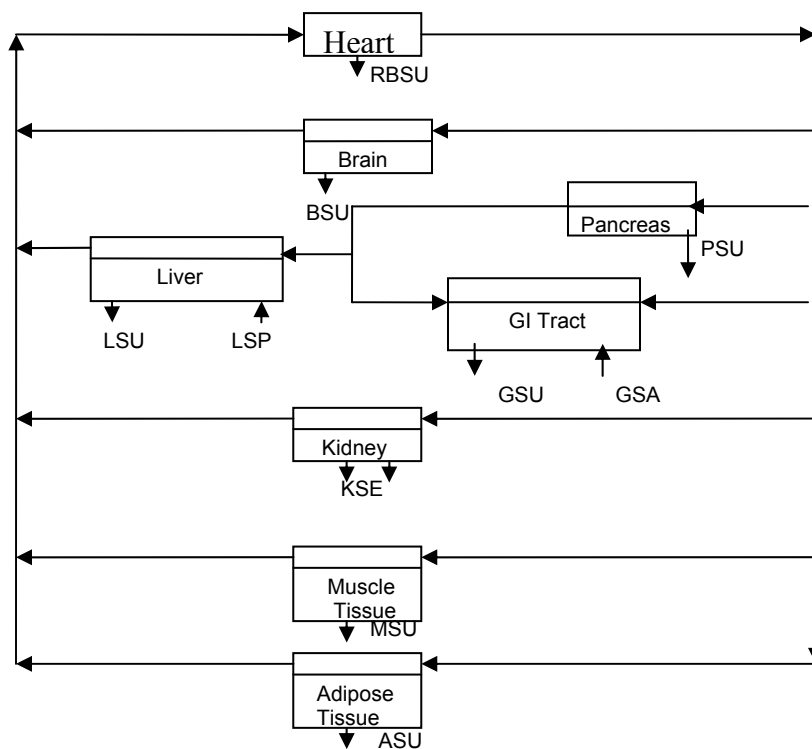 Heart
RBSU
Brain
BSU
Pancreas
PSU
Liver
LSU
LSP
GI Tract
GSU
GSA
Kidney
KSE
Muscle
Tissue
MSU
Adipose
Tissue
ASU